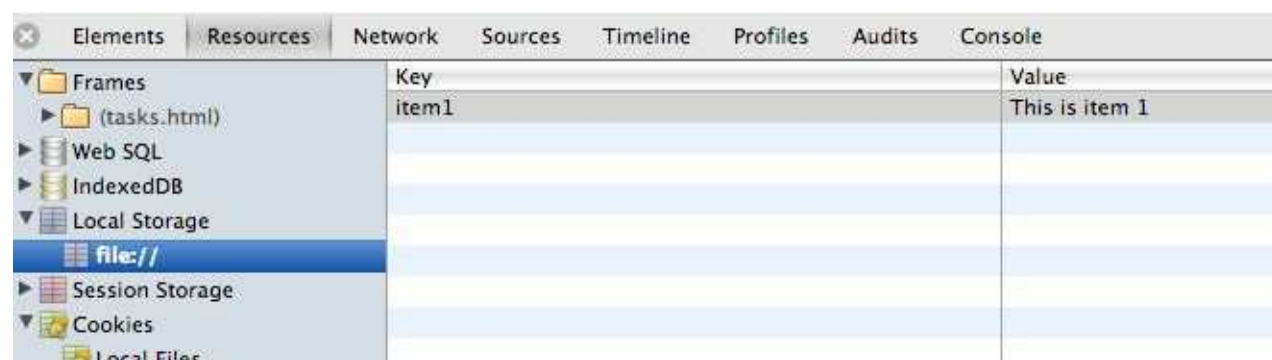 Elements Resources Network Sources Timeline Profiles Audits Console
Frames
(tasks.html)
Web SQL
IndexedDB
Local Storage
file://
Session Storage
Cookies
Local Files
Key Value
item1 This is item 1